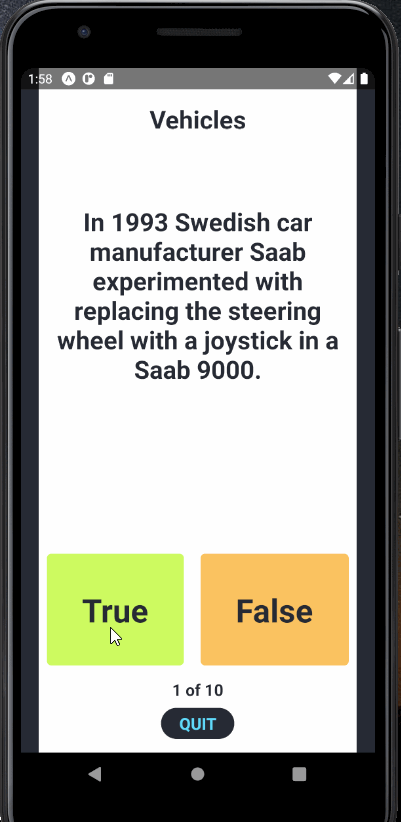 1:58
Vehicles
In 1993 Swedish car
manufacturer Saab
experimented with
replacing the steering
wheel with a joystick in a
Saab 9000.
True
False
1 of 10
QUIT